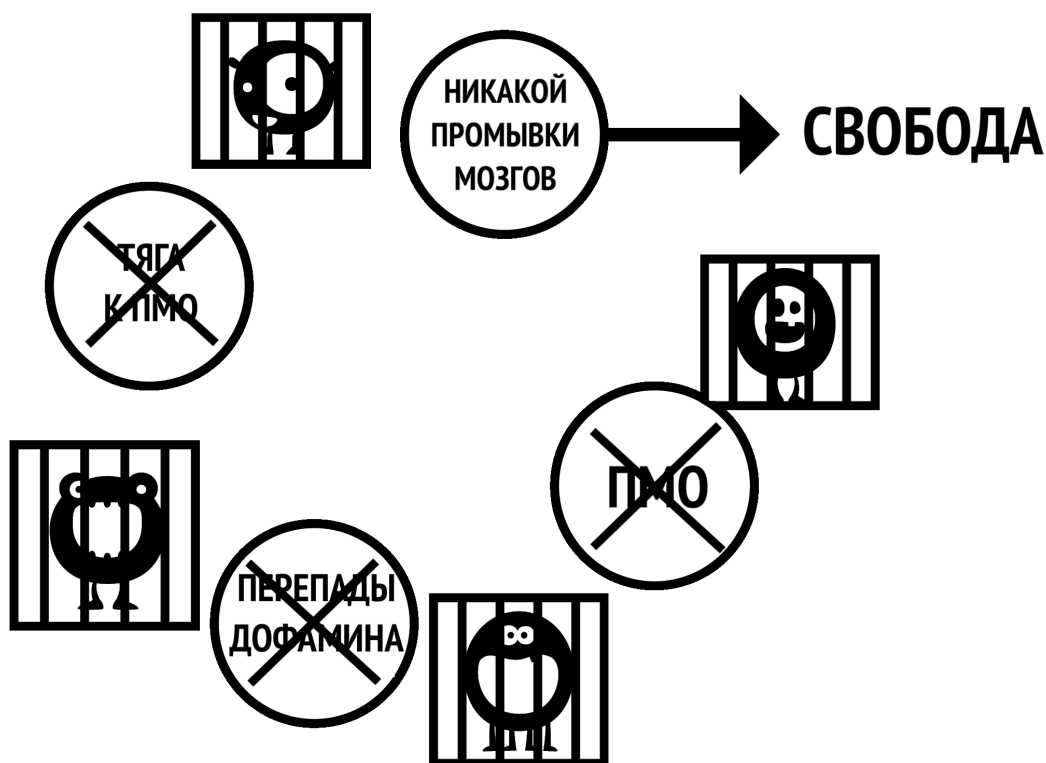 НИКАКОЙ
ПРОМЫВКИ
МОЗГОВ
СВОБОДА
ТЯГА
К ПМО
ПМО
ПЕРЕПАДЫ
ДОФАМИНА